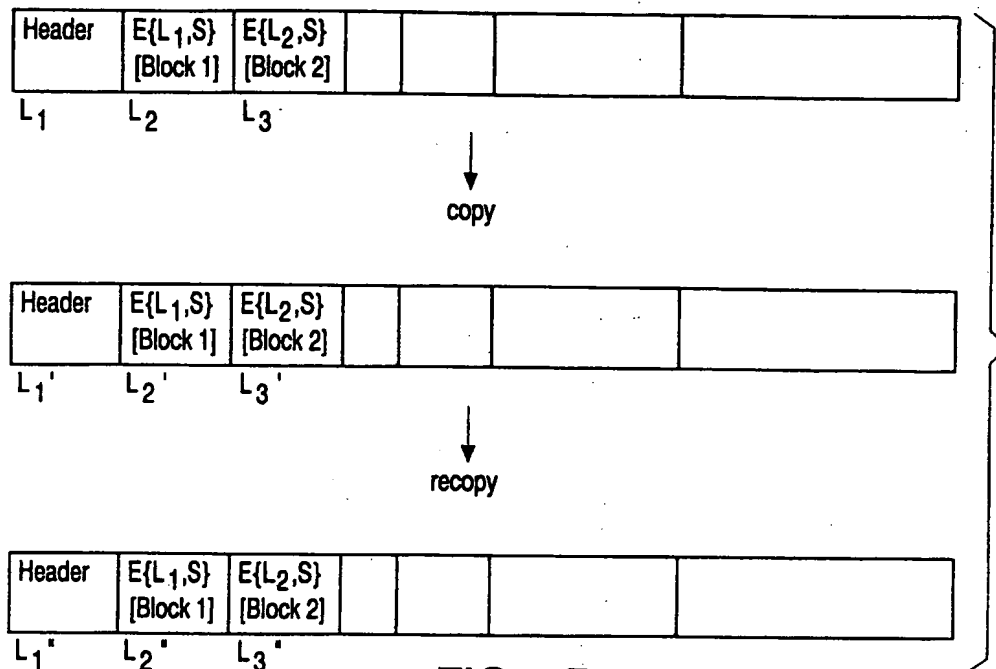 Header E{L₁,S} E{L₂,S}
[Block 1] [Block 2]
L₁ L₂ L₃
copy
Header E{L₁,S} E{L₂,S}
[Block 1] [Block 2]
L₁' L₂' L₃'
recopy
Header E{L₁,S} E{L₂,S}
[Block 1] [Block 2]
L₁" L₂" L₃"